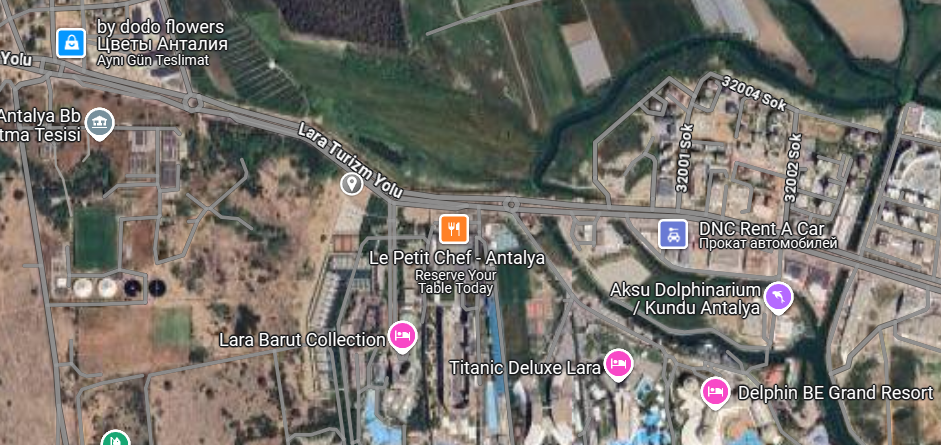 by dodo flowers
Цветы Анталия
Aynı Gün Teslimat
Yolu
Antalya Bb
tma Tesisi
Lara Turizm Yolu
32004 Sok
32001 Sok
32002 Sok
DNC Rent A Car
Прокат автомобилей
Le Petit Chef - Antalya
Reserve Your
Table Today
Aksu Dolphinarium
/ Kundu Antalya
Lara Barut Collection
Titanic Deluxe Lara
Delphin BE Grand Resort